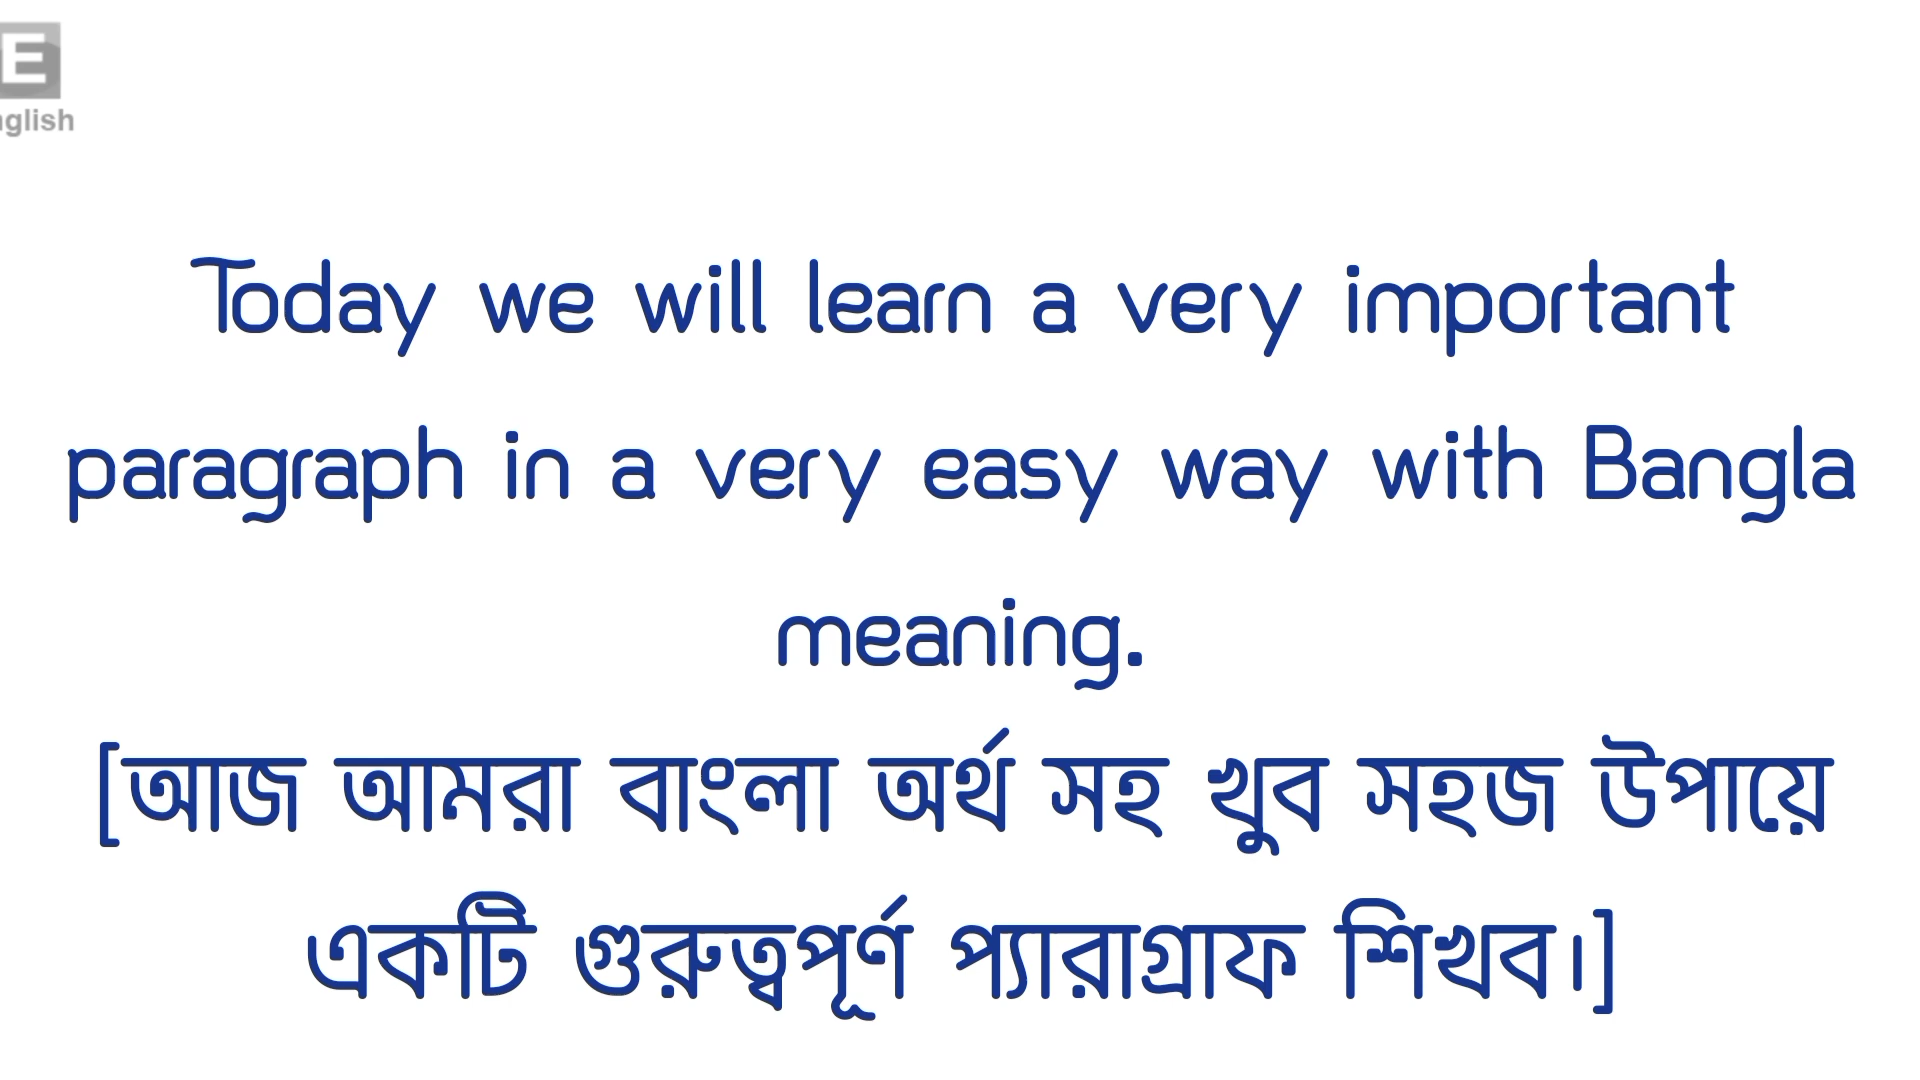 E
Today we will learn a very important
paragraph in a very easy way with Bangla
meaning.
[আজ আমরা বাংলা অর্থ সহ খুব সহজ উপায়ে
একটি গুরুত্বপূর্ণ প্যারাগ্রাফ শিখব।]